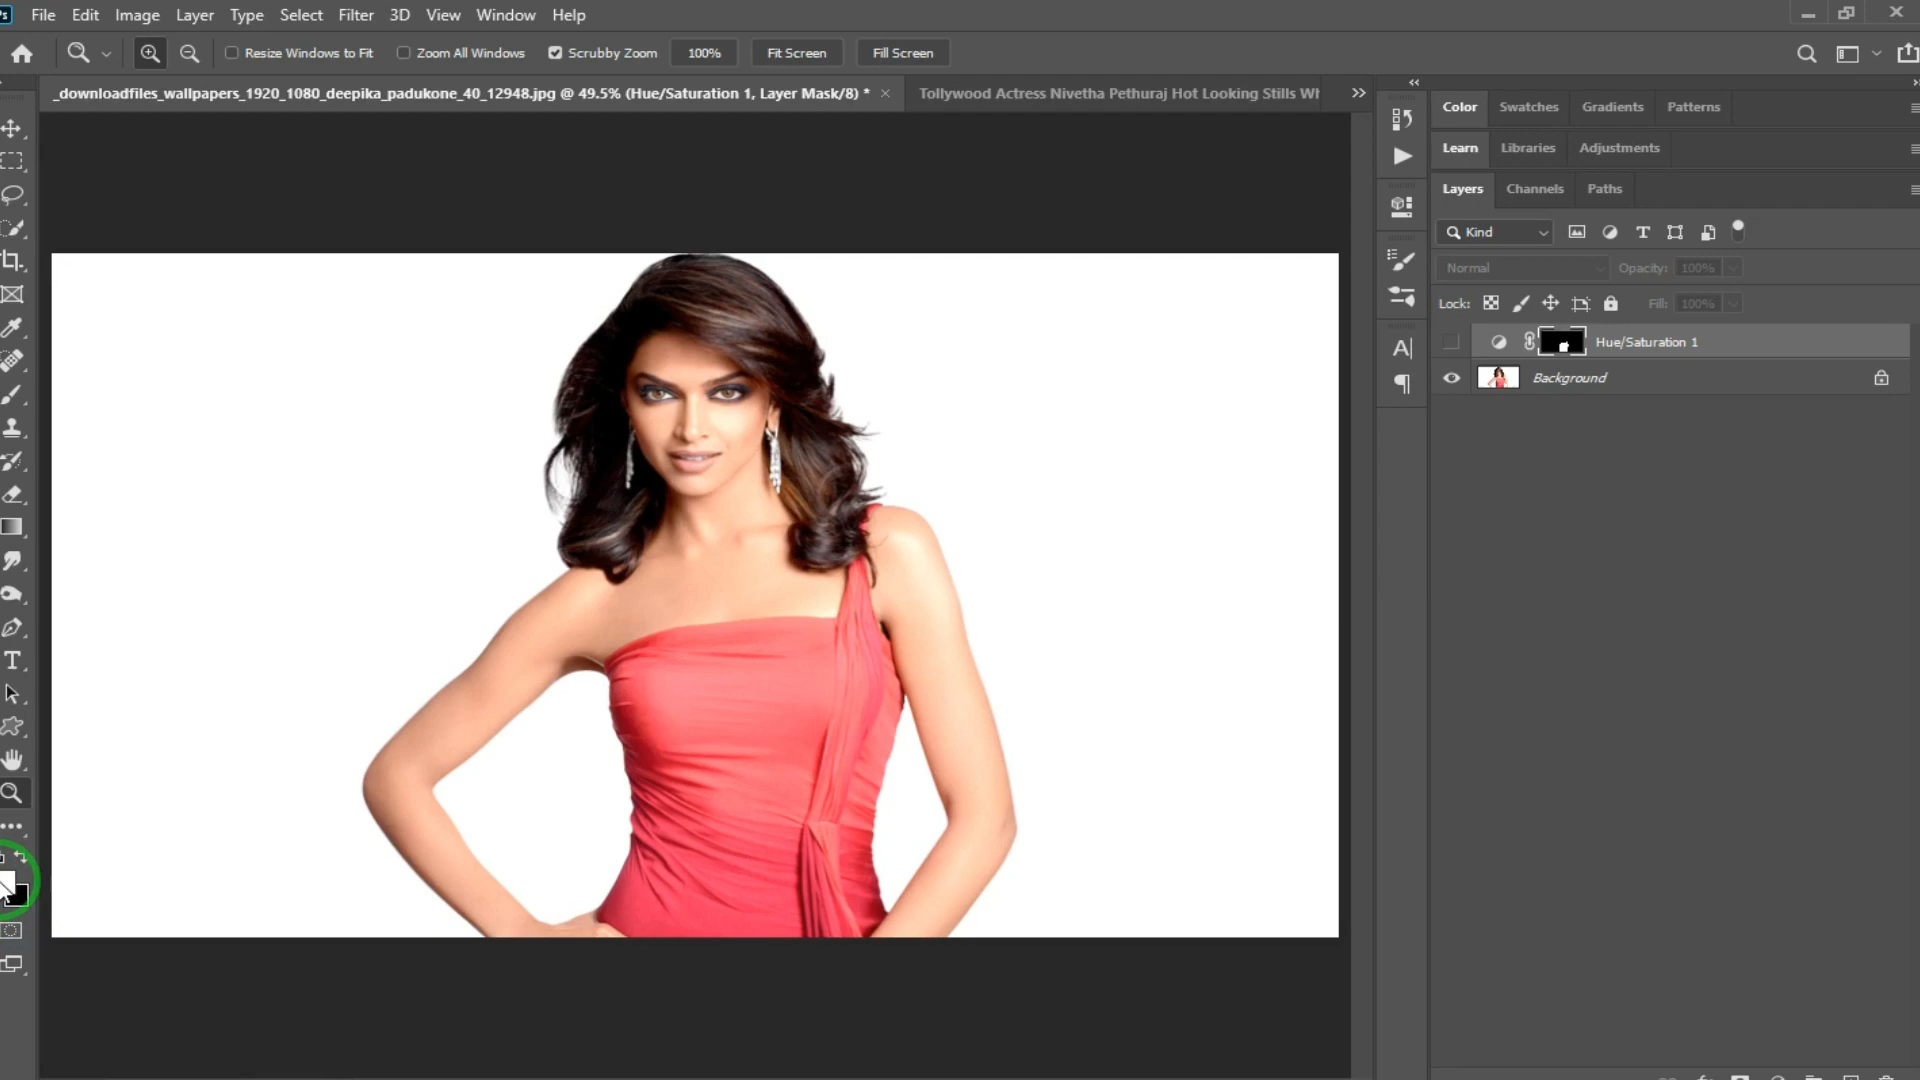 File Edit Image Layer Type Select Filter 3D View Window Help
Resize Windows to Fit Zoom All Windows Scrubby Zoom 100% Fit Screen Fill Screen
_downloadfiles_wallpapers_1920_1080_deepika_padukone_40_12948.jpg @ 49.5% (Hue/Saturation 1, Layer Mask/8) * Tollywood Actress Nivetha Pethuraj Hot Looking Stills
Color Swatches Gradients Patterns
Learn Libraries Adjustments
Layers Channels Paths
Kind
Normal Opacity: 100%
Lock: Fill: 100%
Hue/Saturation 1
Background